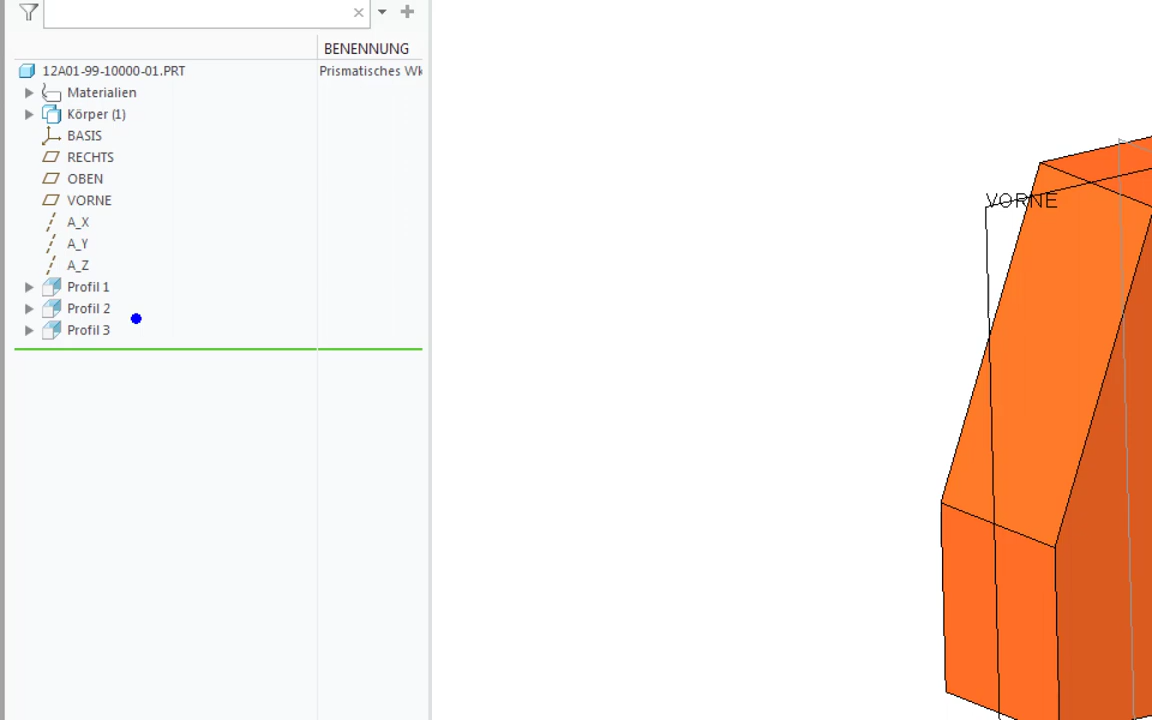 BENENNUNG
12A01-99-10000-01.PRT Prismatisches Wk
Materialien
Körper (1)
BASIS
RECHTS
OBEN
VORNE
A_X
A_Y
A_Z
Profil 1
Profil 2
Profil 3
VORNE